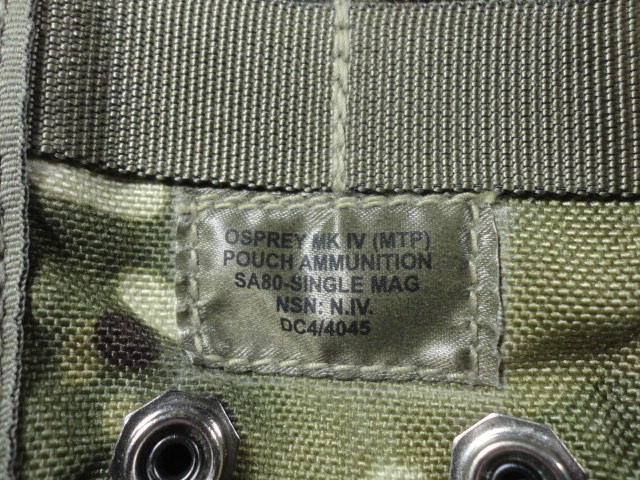 OSPREY MK IV (MTP)
POUCH AMMUNITION
SA80-SINGLE MAG
NSN: N.IV.
DC4/4045